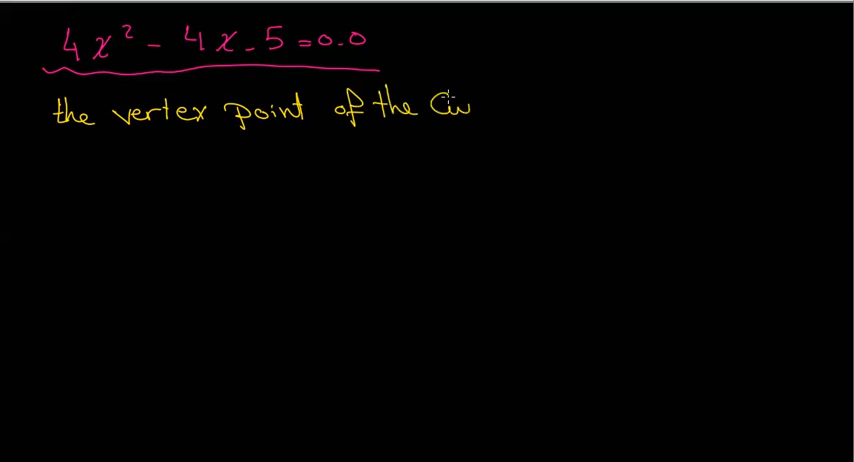 4x² - 4x - 5 = 0.0
the vertex point of the